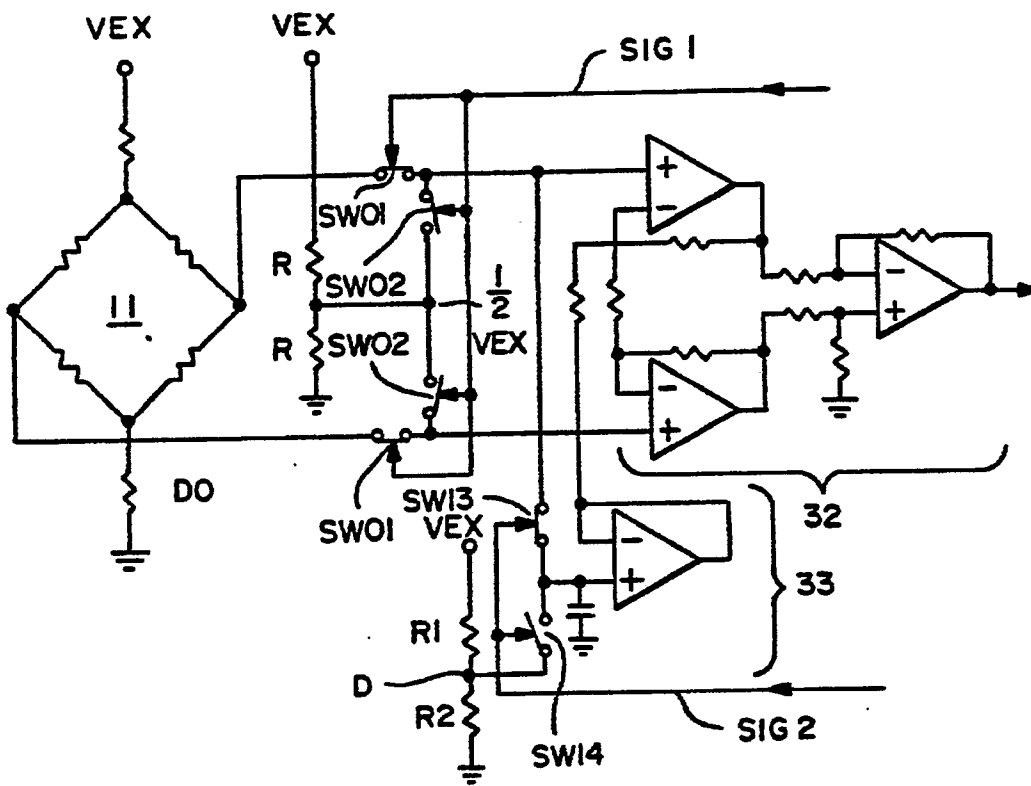 VEX
VEX
SIG 1
SW01
+
-
R
SW02
1/2
VEX
11
R
SW02
-
+
-
+
D0
SW01
SW13
VEX
32
-
+
33
R1
D
R2
SIG 2
SW14